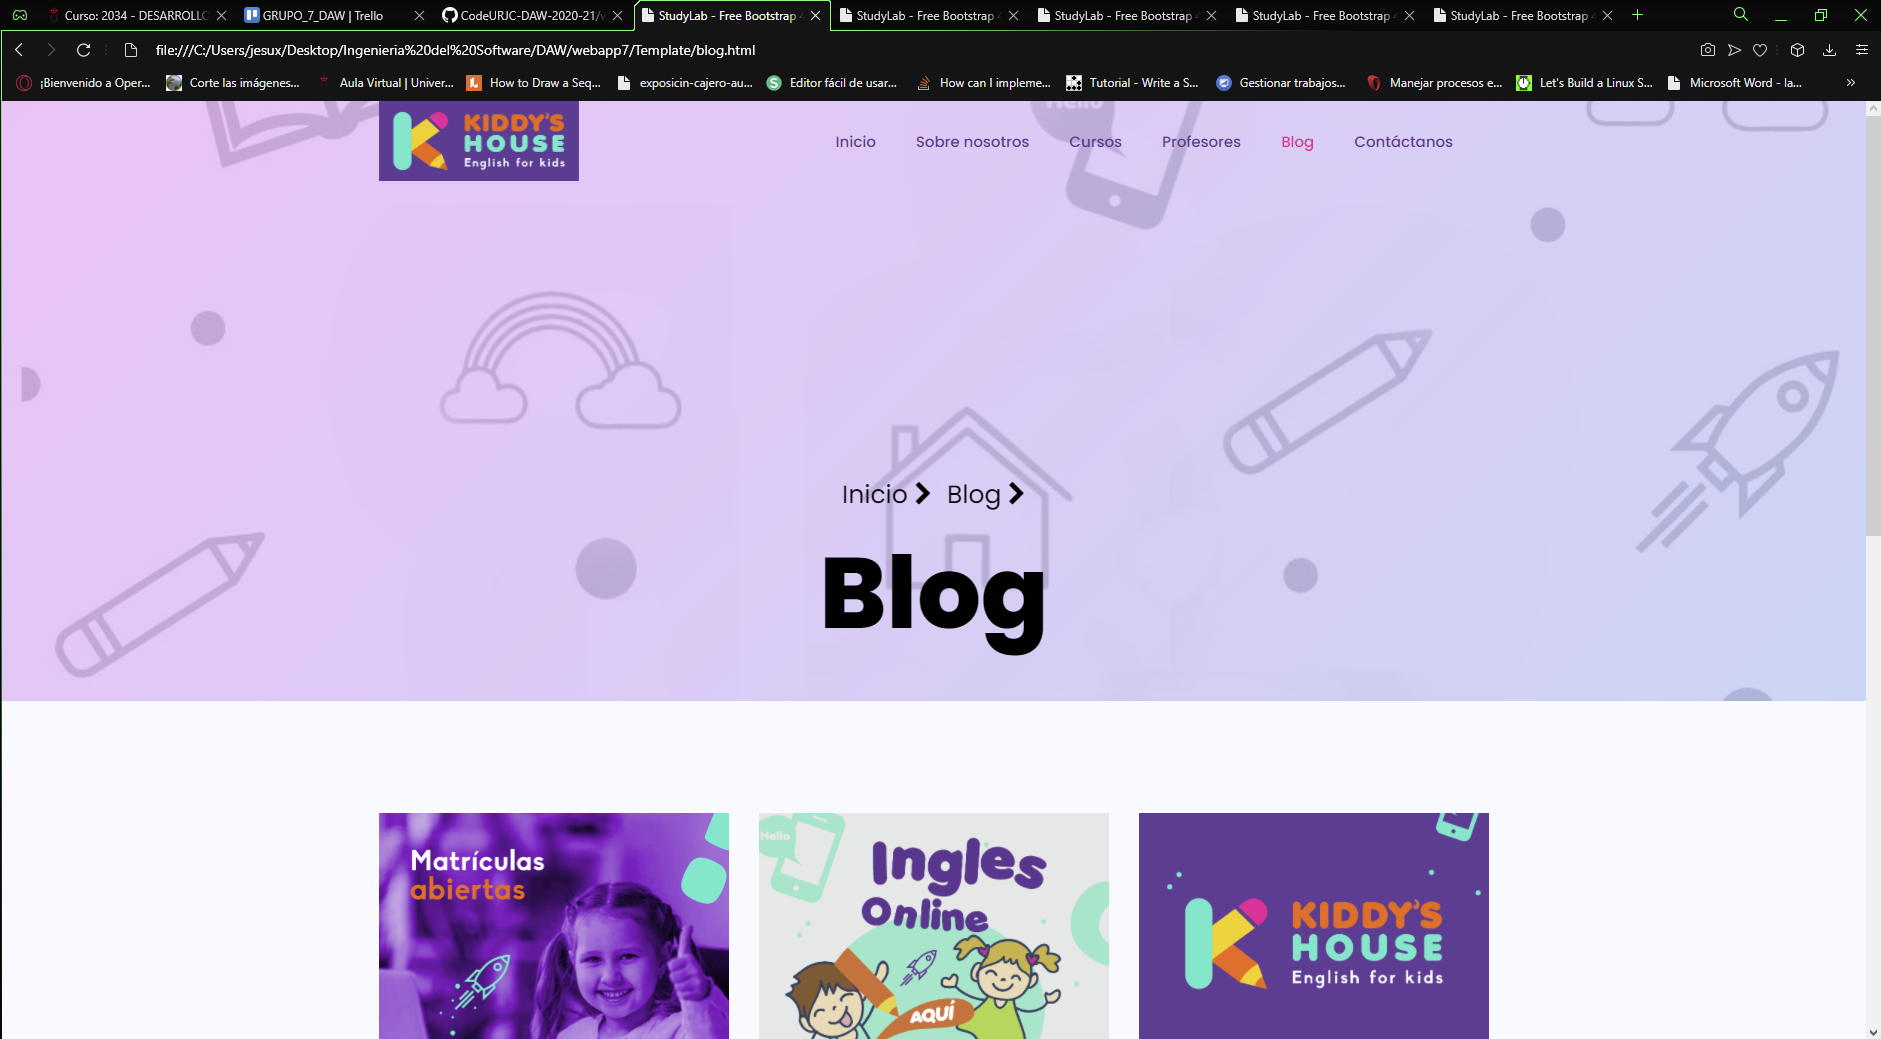 Curso: 2034 - DESARROLLO
GRUPO_7_DAW | Trello
CodeURJC-DAW-2020-21/
StudyLab - Free Bootstrap
StudyLab - Free Bootstrap
StudyLab - Free Bootstrap
StudyLab - Free Bootstrap
StudyLab - Free Bootstrap
file:///C:/Users/jesux/Desktop/Ingenieria%20del%20Software/DAW/webapp7/Template/blog.html
¡Bienvenido a Oper...
Corte las imágenes...
Aula Virtual | Univer...
How to Draw a Seq...
exposicin-cajero-au...
Editor fácil de usar...
How can I impleme...
Tutorial - Write a S...
Gestionar trabajos...
Manejar procesos e...
Let's Build a Linux S...
Microsoft Word - la...
Hello
KIDDY'S
HOUSE
English for kids
Inicio
Sobre nosotros
Cursos
Profesores
Blog
Contáctanos
Inicio
Blog
Blog
Matrículas
abiertas
Hello
Ingles
Online
AQUÍ
KIDDY'S
HOUSE
English for kids